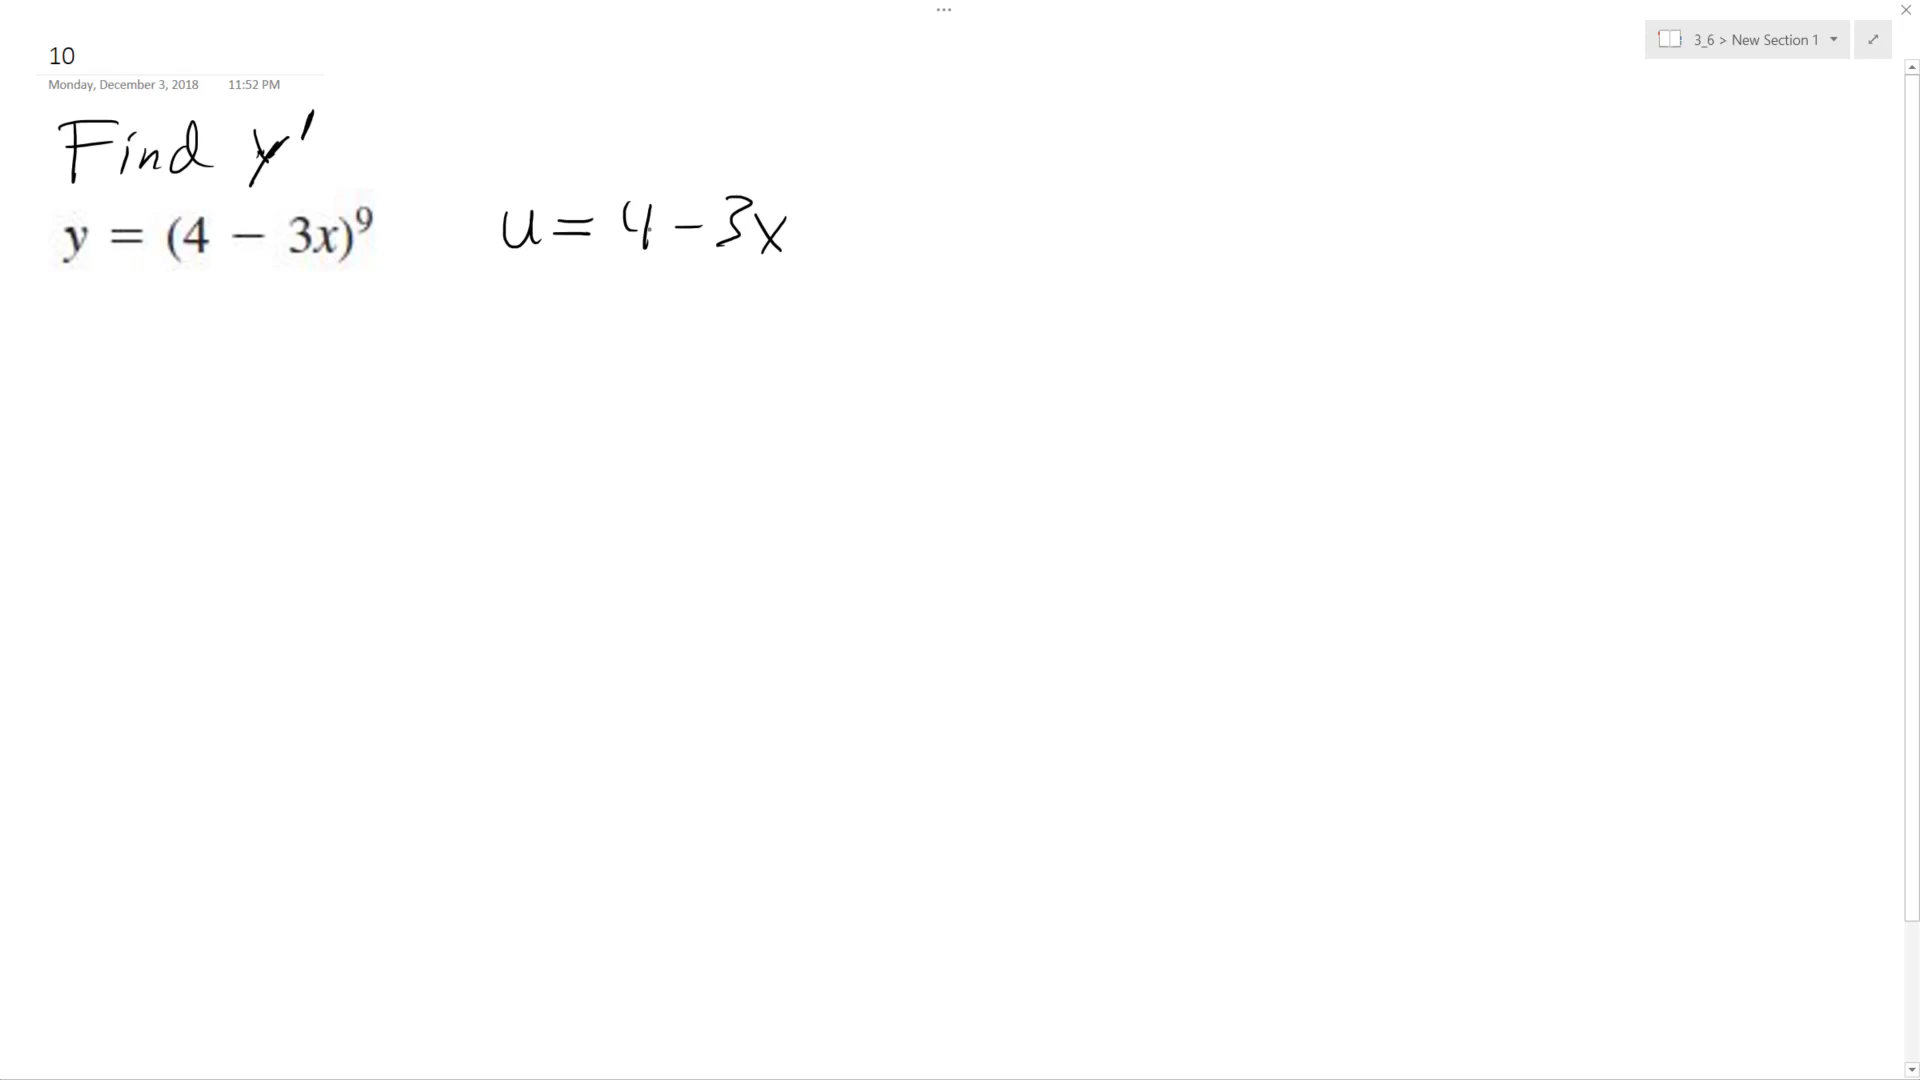 ...
3_6 > New Section 1
10
Monday, December 3, 2018 11:52 PM
Find y'
y = (4 − 3x)⁹
u = 4 − 3x